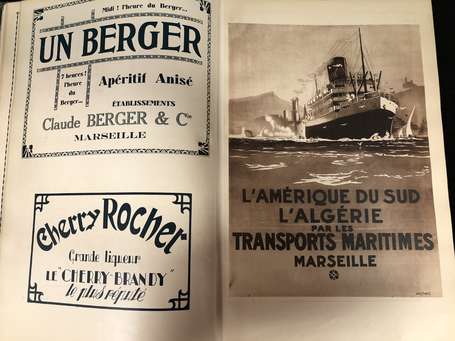 Midi ! l'heure du Berger...
UN BERGER
7 heures !
l'heure
du
Berger...
Apéritif Anisé
ÉTABLISSEMENTS
Claude BERGER & Cie
MARSEILLE
Cherry ROCHER
Grande liqueur
LE "CHERRY-BRANDY"
le plus réputé
L'AMÉRIQUE DU SUD
L'ALGÉRIE
PAR LES
TRANSPORTS MARITIMES
MARSEILLE